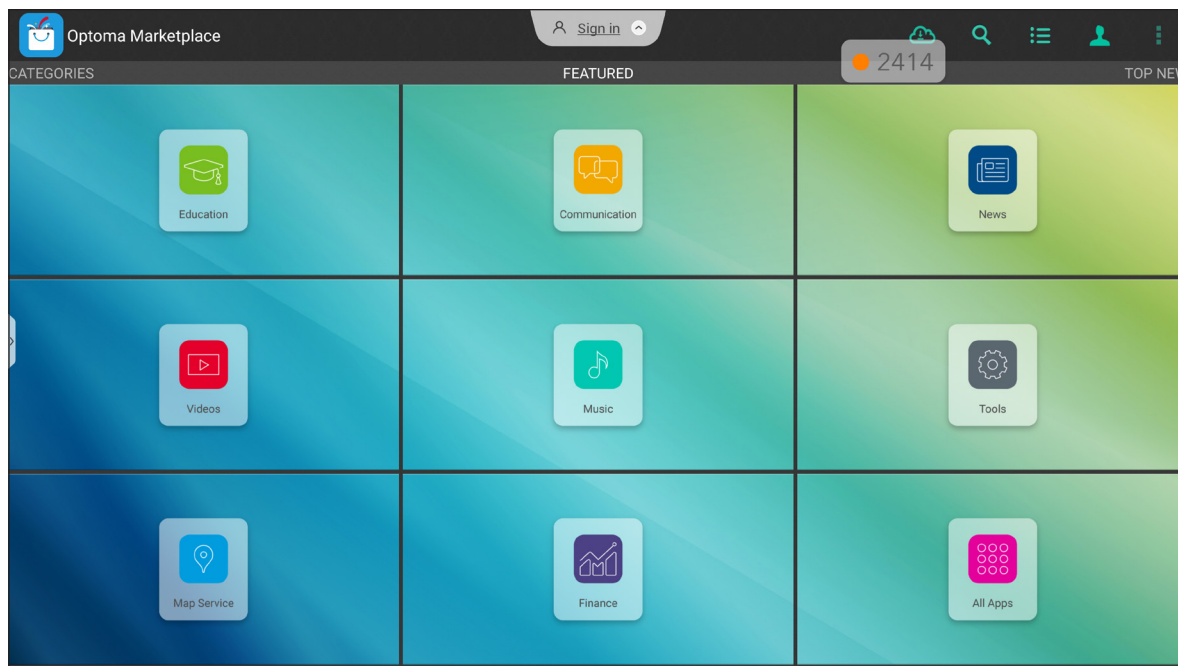 Optoma Marketplace
Sign in
2414
CATEGORIES
FEATURED
TOP NEW
Education
Communication
News
Videos
Music
Tools
Map Service
Finance
All Apps